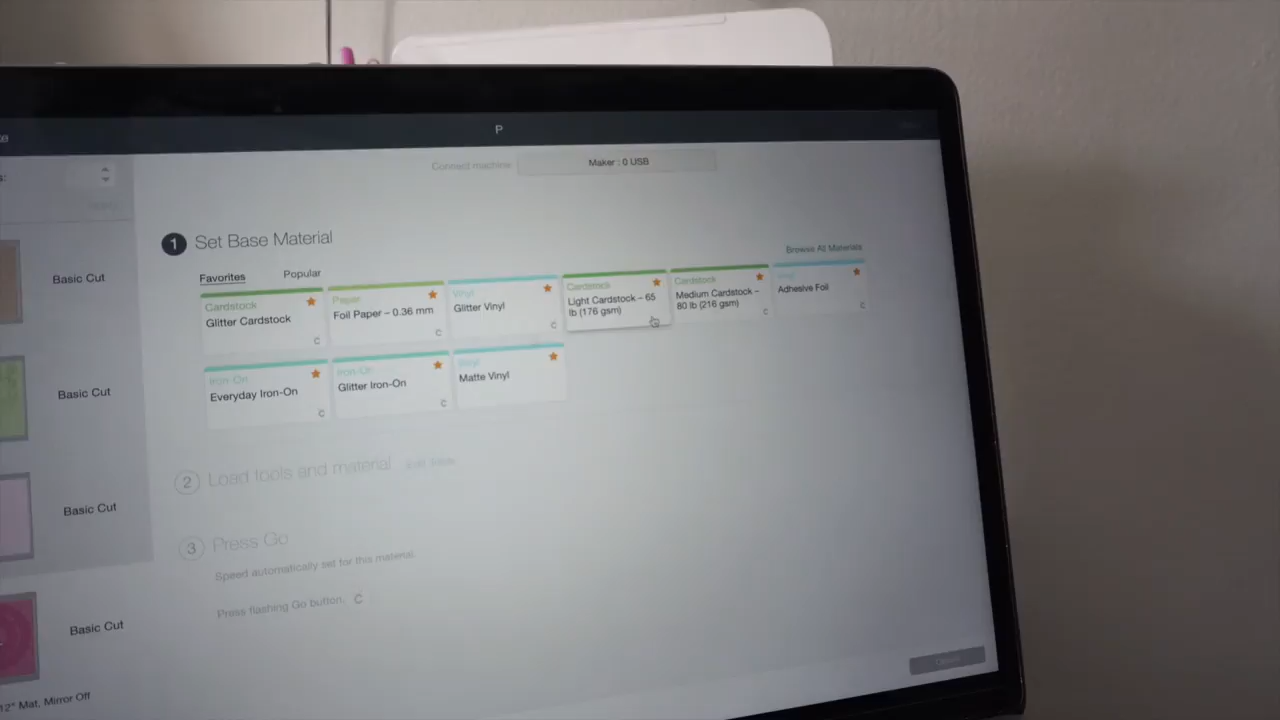 P
Connect machine
Maker : 0 USB
1 Set Base Material
Browse All Materials
Favorites Popular
Cardstock
Glitter Cardstock
C
Paper
Foil Paper – 0.36 mm
C
Vinyl
Glitter Vinyl
C
Cardstock
Light Cardstock – 65
lb (176 gsm)
Cardstock
Medium Cardstock –
80 lb (216 gsm)
C
Vinyl
Adhesive Foil
C
Iron-On
Everyday Iron-On
C
Iron-On
Glitter Iron-On
C
Vinyl
Matte Vinyl
2 Load tools and material
3 Press Go
Speed automatically set for this material.
Press flashing Go button. C
Basic Cut
Basic Cut
Basic Cut
Basic Cut
12" Mat, Mirror Off